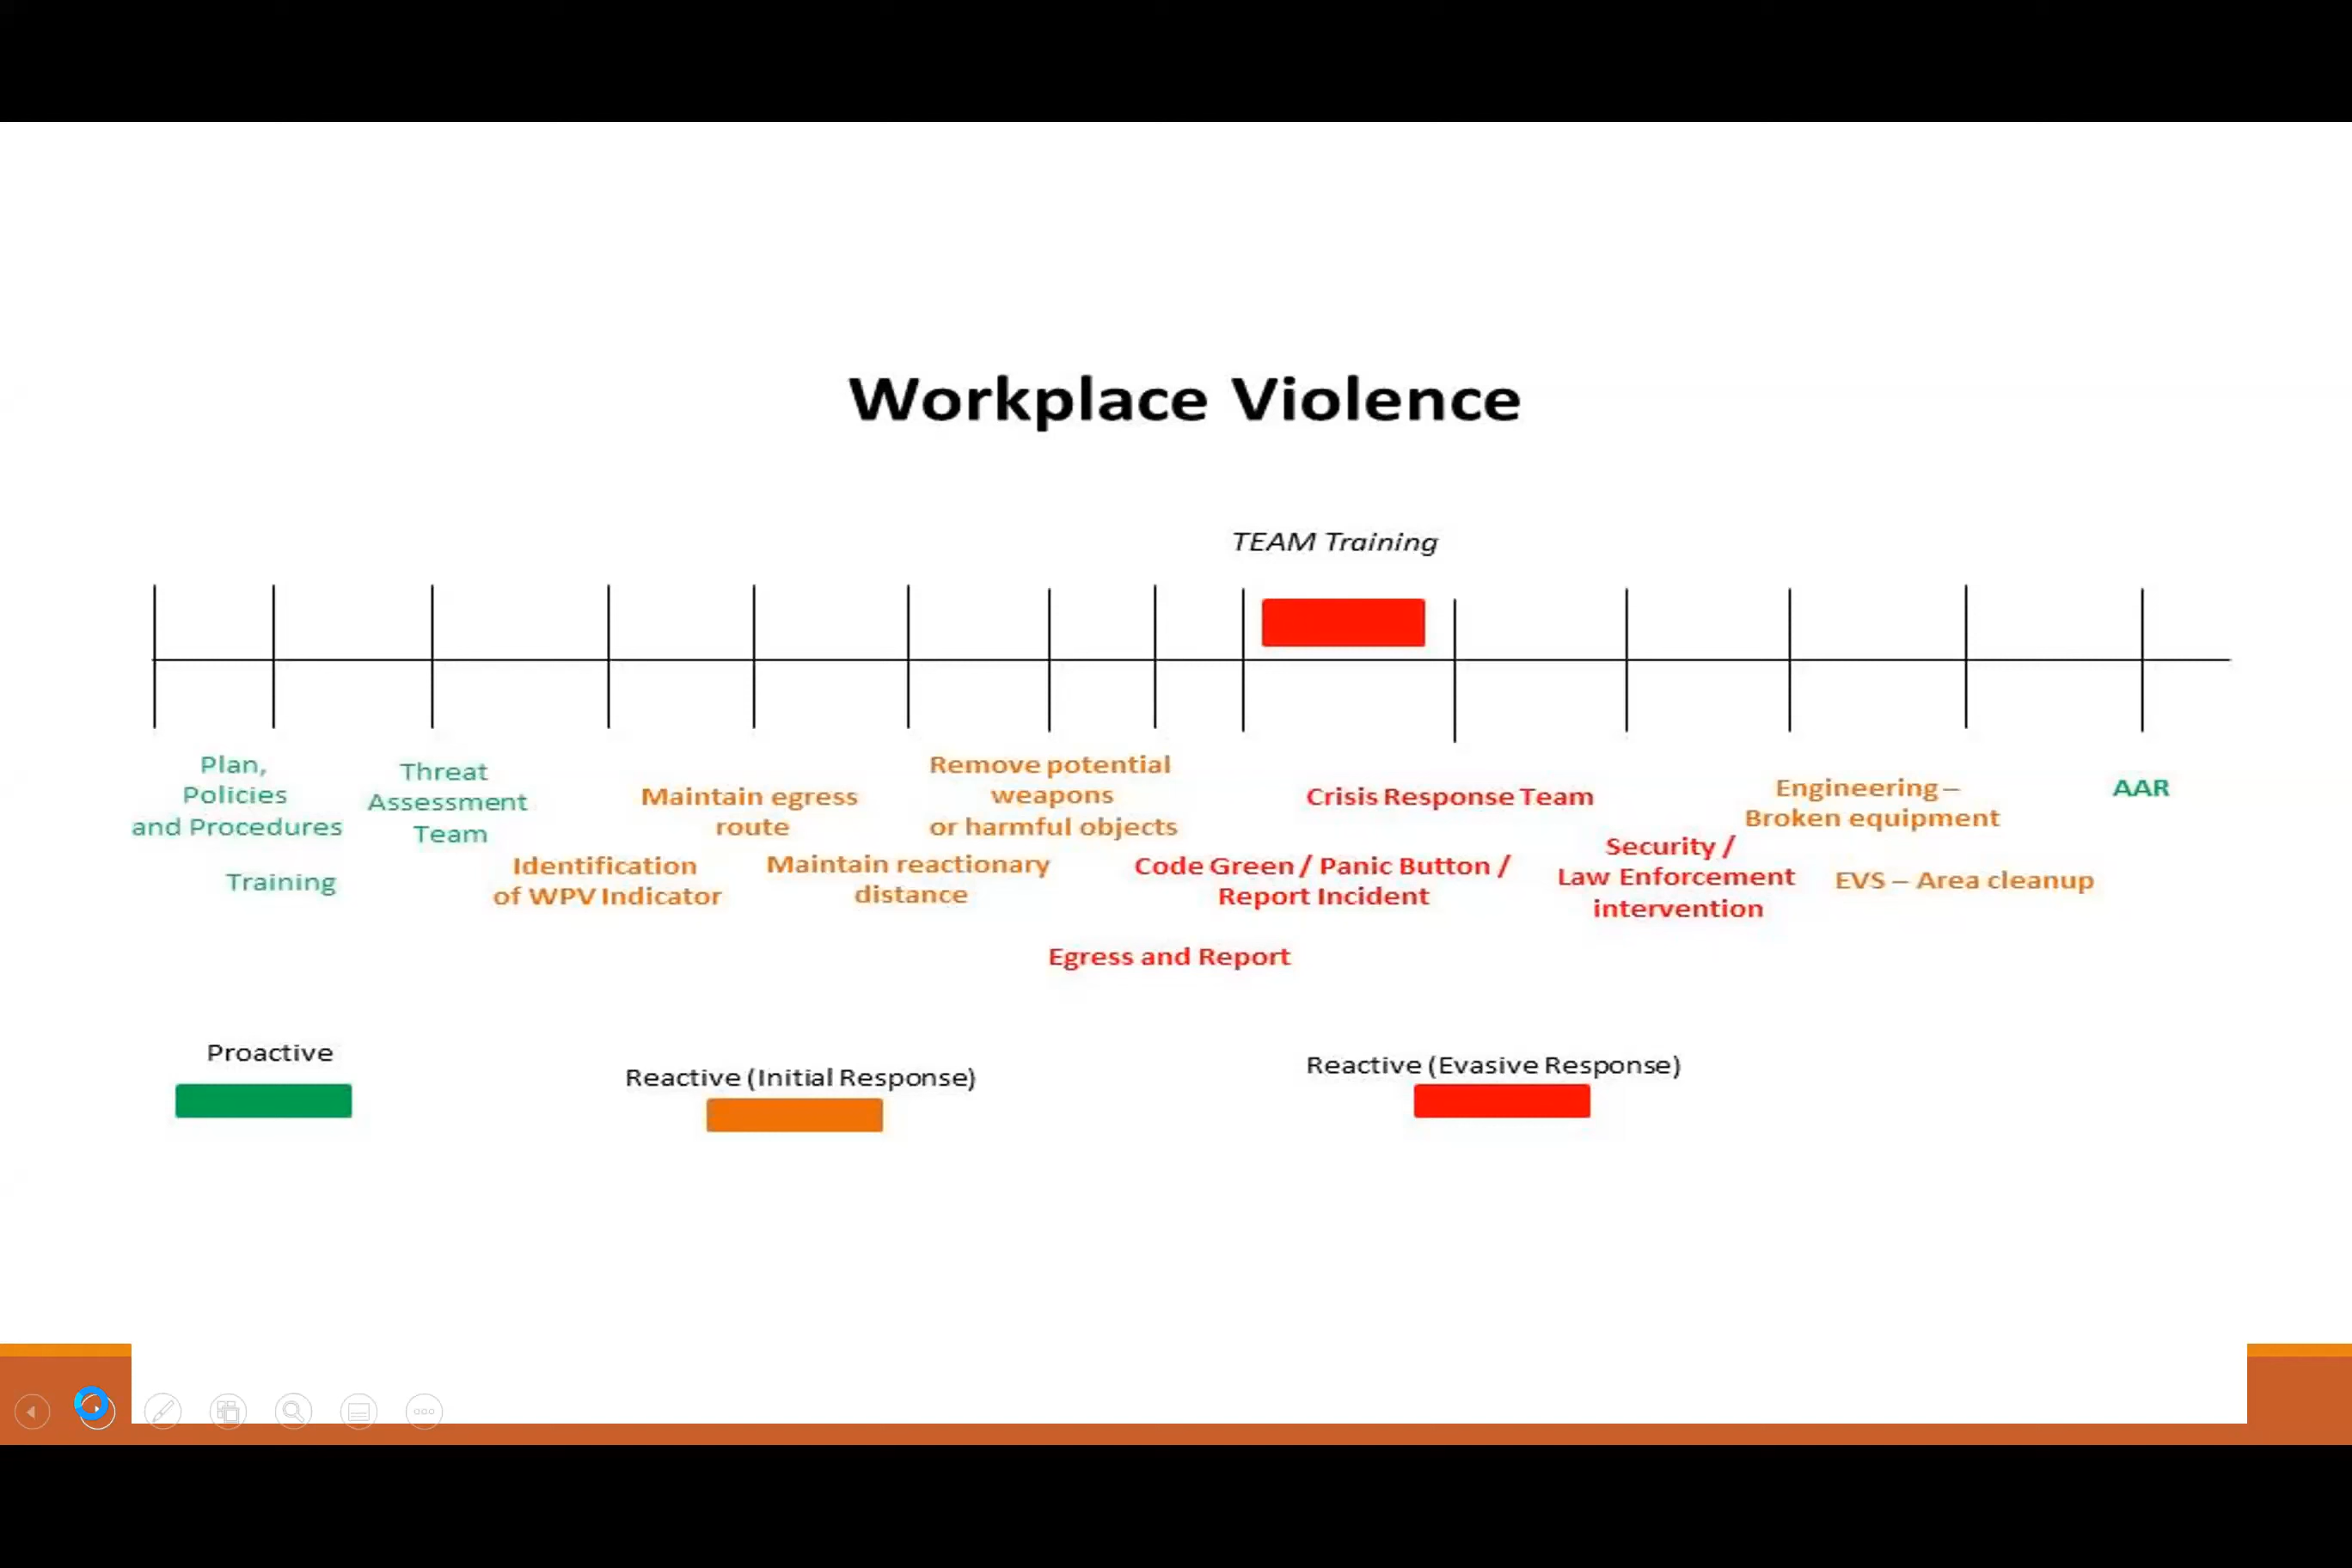 Workplace Violence
TEAM Training
Plan,
Policies
and Procedures
Training
Threat
Assessment
Team
Identification
of WPV Indicator
Maintain egress
route
Maintain reactionary
distance
Remove potential
weapons
or harmful objects
Egress and Report
Code Green / Panic Button /
Report Incident
Crisis Response Team
Security /
Law Enforcement
intervention
Engineering –
Broken equipment
EVS – Area cleanup
AAR
Proactive
Reactive (Initial Response)
Reactive (Evasive Response)